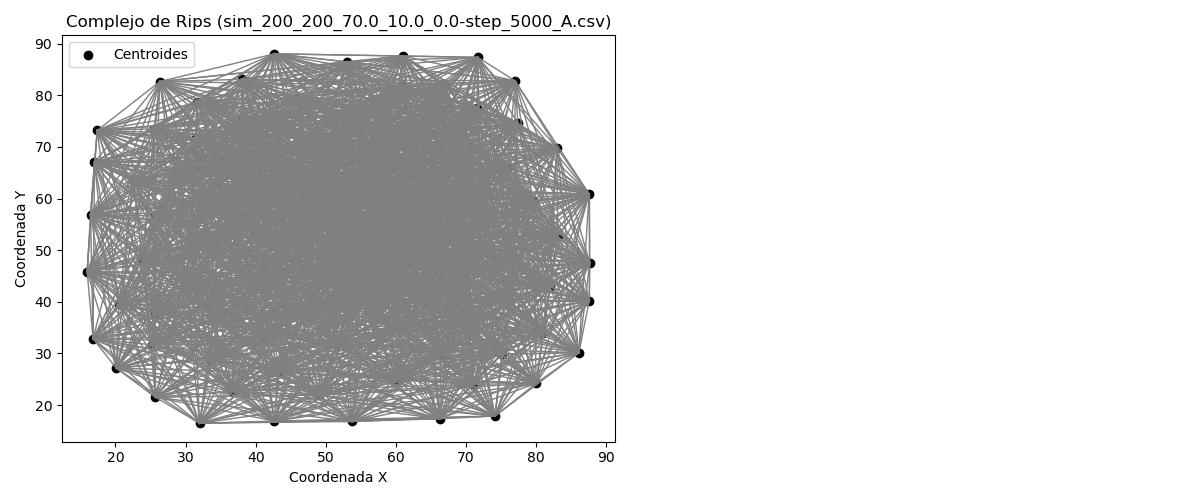 Complejo de Rips (sim_200_200_70.0_10.0_0.0-step_5000_A.csv)
Centroides
Coordenada Y
90
80
70
60
50
40
30
20
20 30 40 50 60 70 80 90
Coordenada X